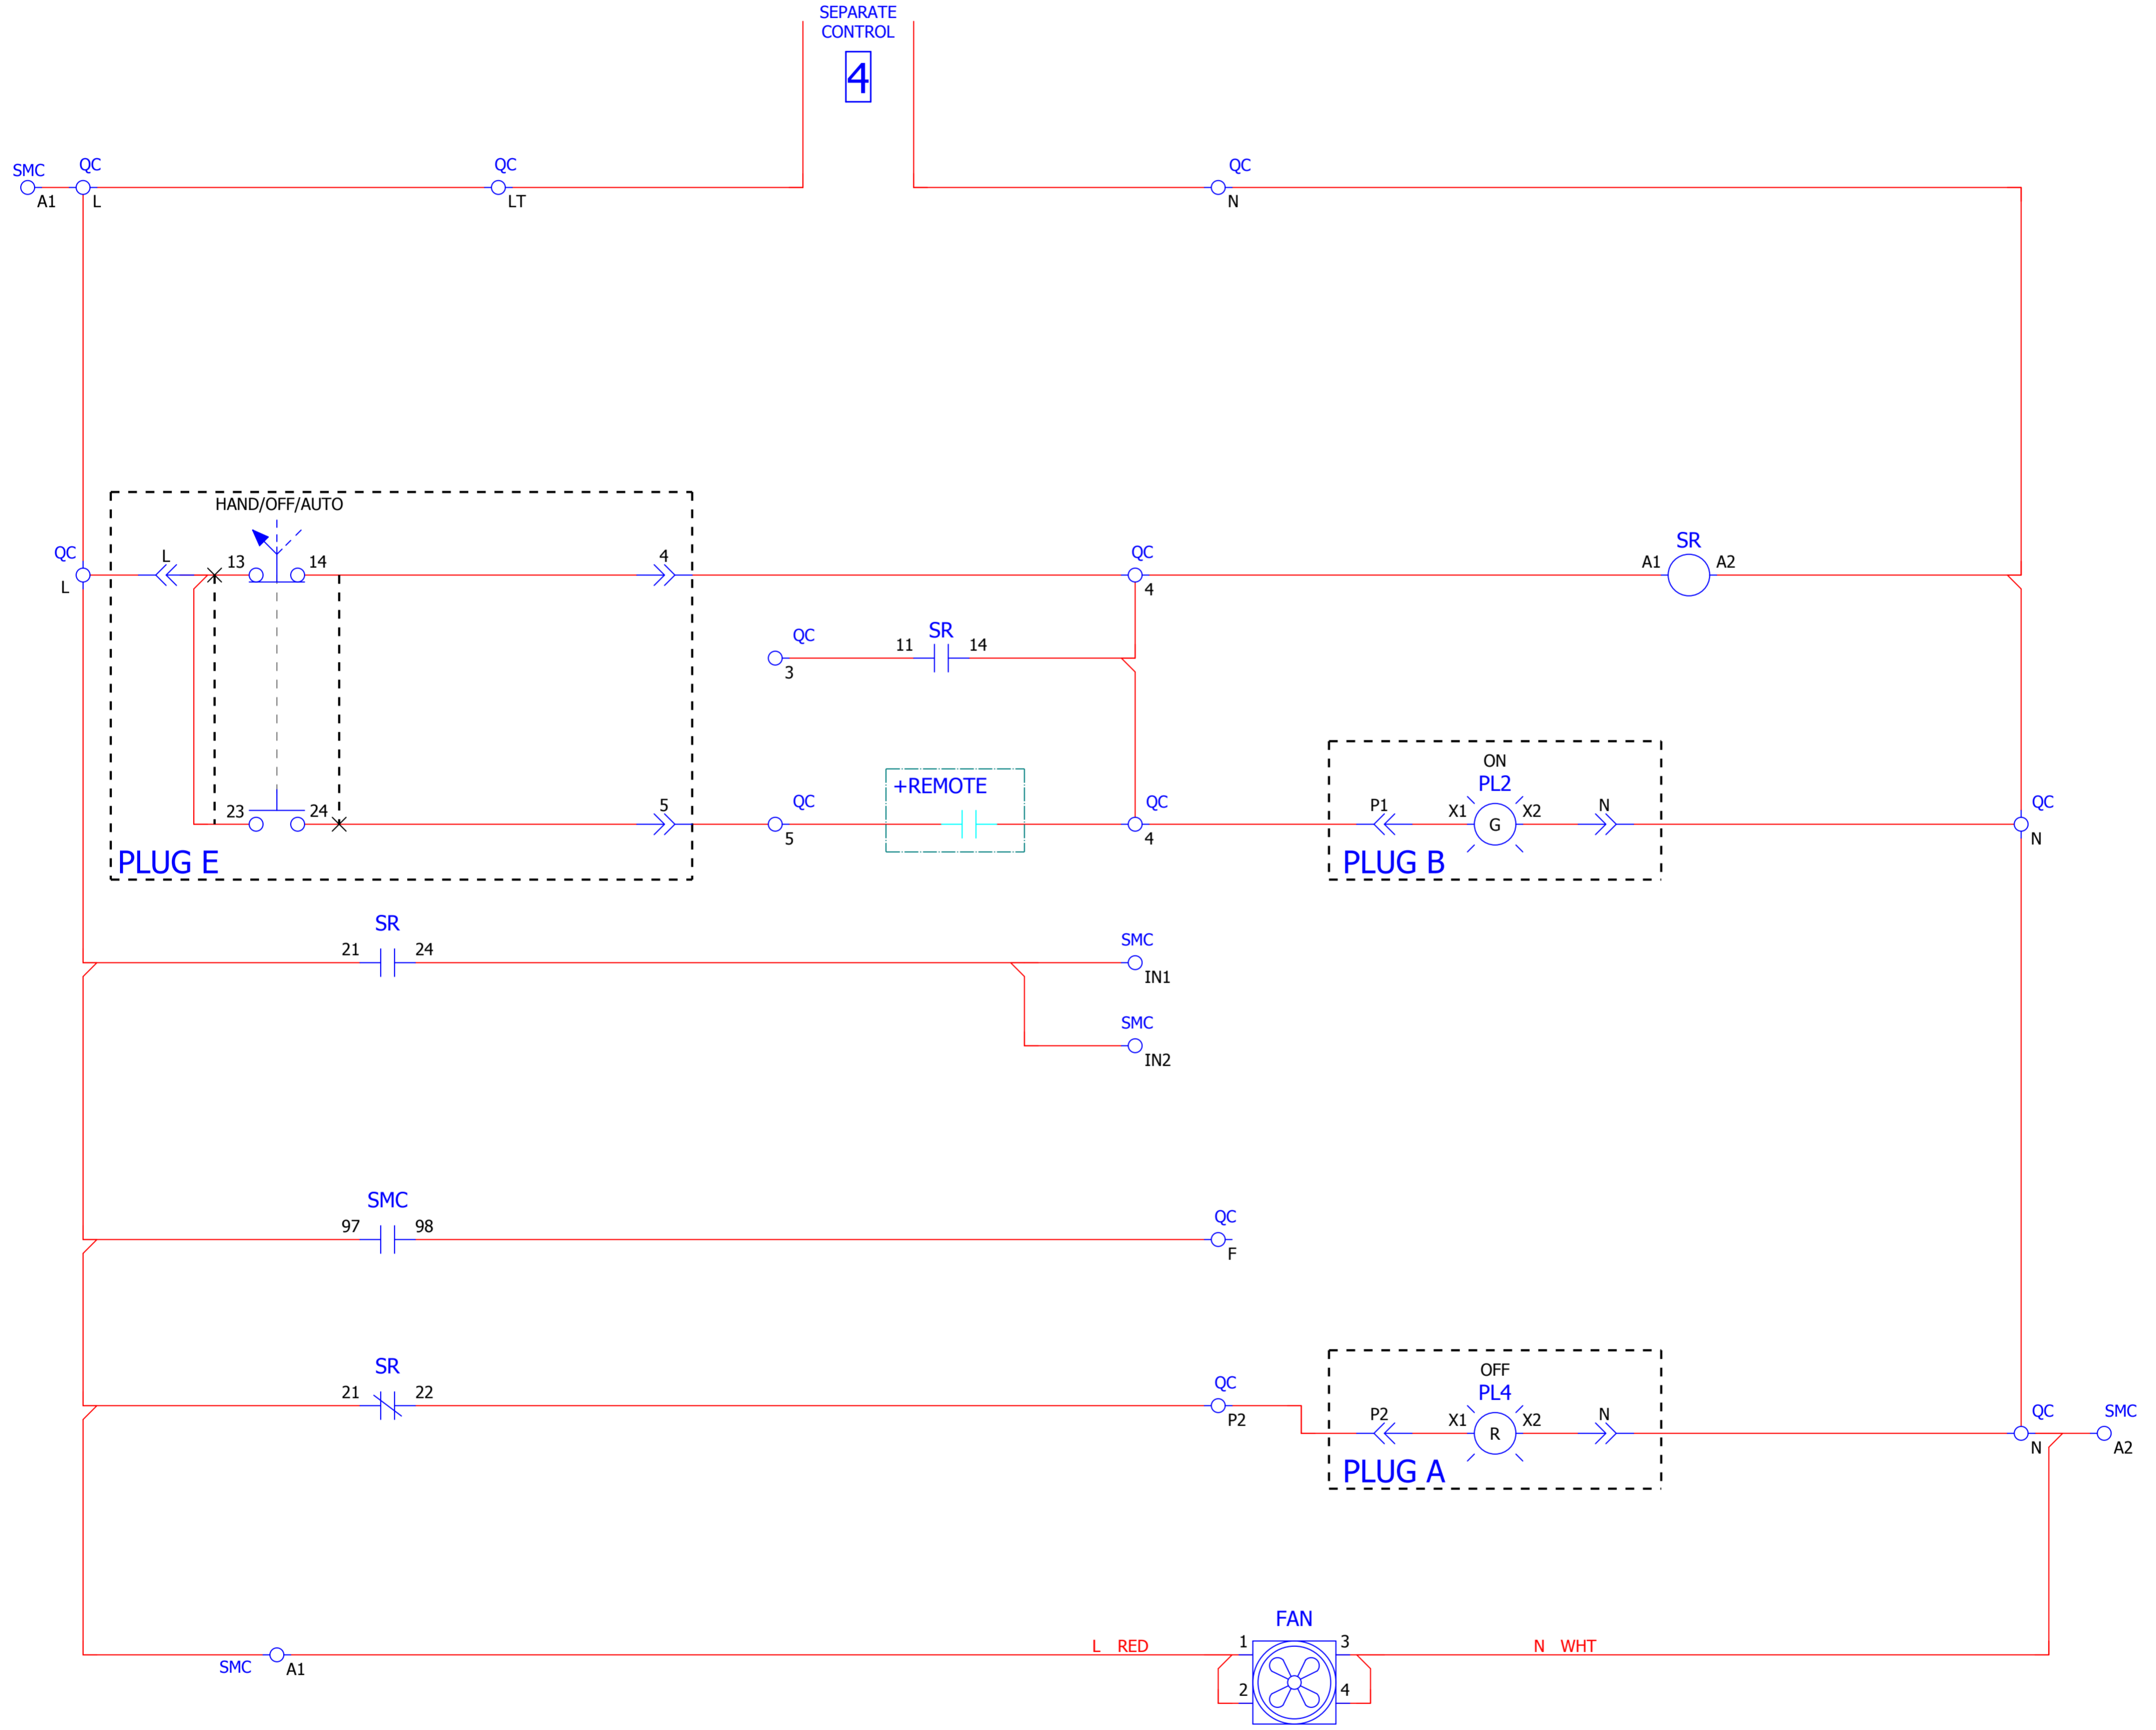 SEPARATE
CONTROL
4
SMC
A1
QC
L
QC
LT
QC
N
HAND/OFF/AUTO
QC
L
L
13
14
4
QC
4
A1
SR
A2
QC
3
11
SR
14
23
24
5
PLUG E
QC
5
+REMOTE
QC
4
ON
PL2
P1
X1
G
X2
N
PLUG B
QC
N
SR
21
24
SMC
IN1
SMC
IN2
SMC
97
98
QC
F
SR
21
22
QC
P2
OFF
PL4
P2
X1
R
X2
N
PLUG A
QC
N
SMC
A2
SMC
A1
L RED
FAN
1
2
3
4
N WHT